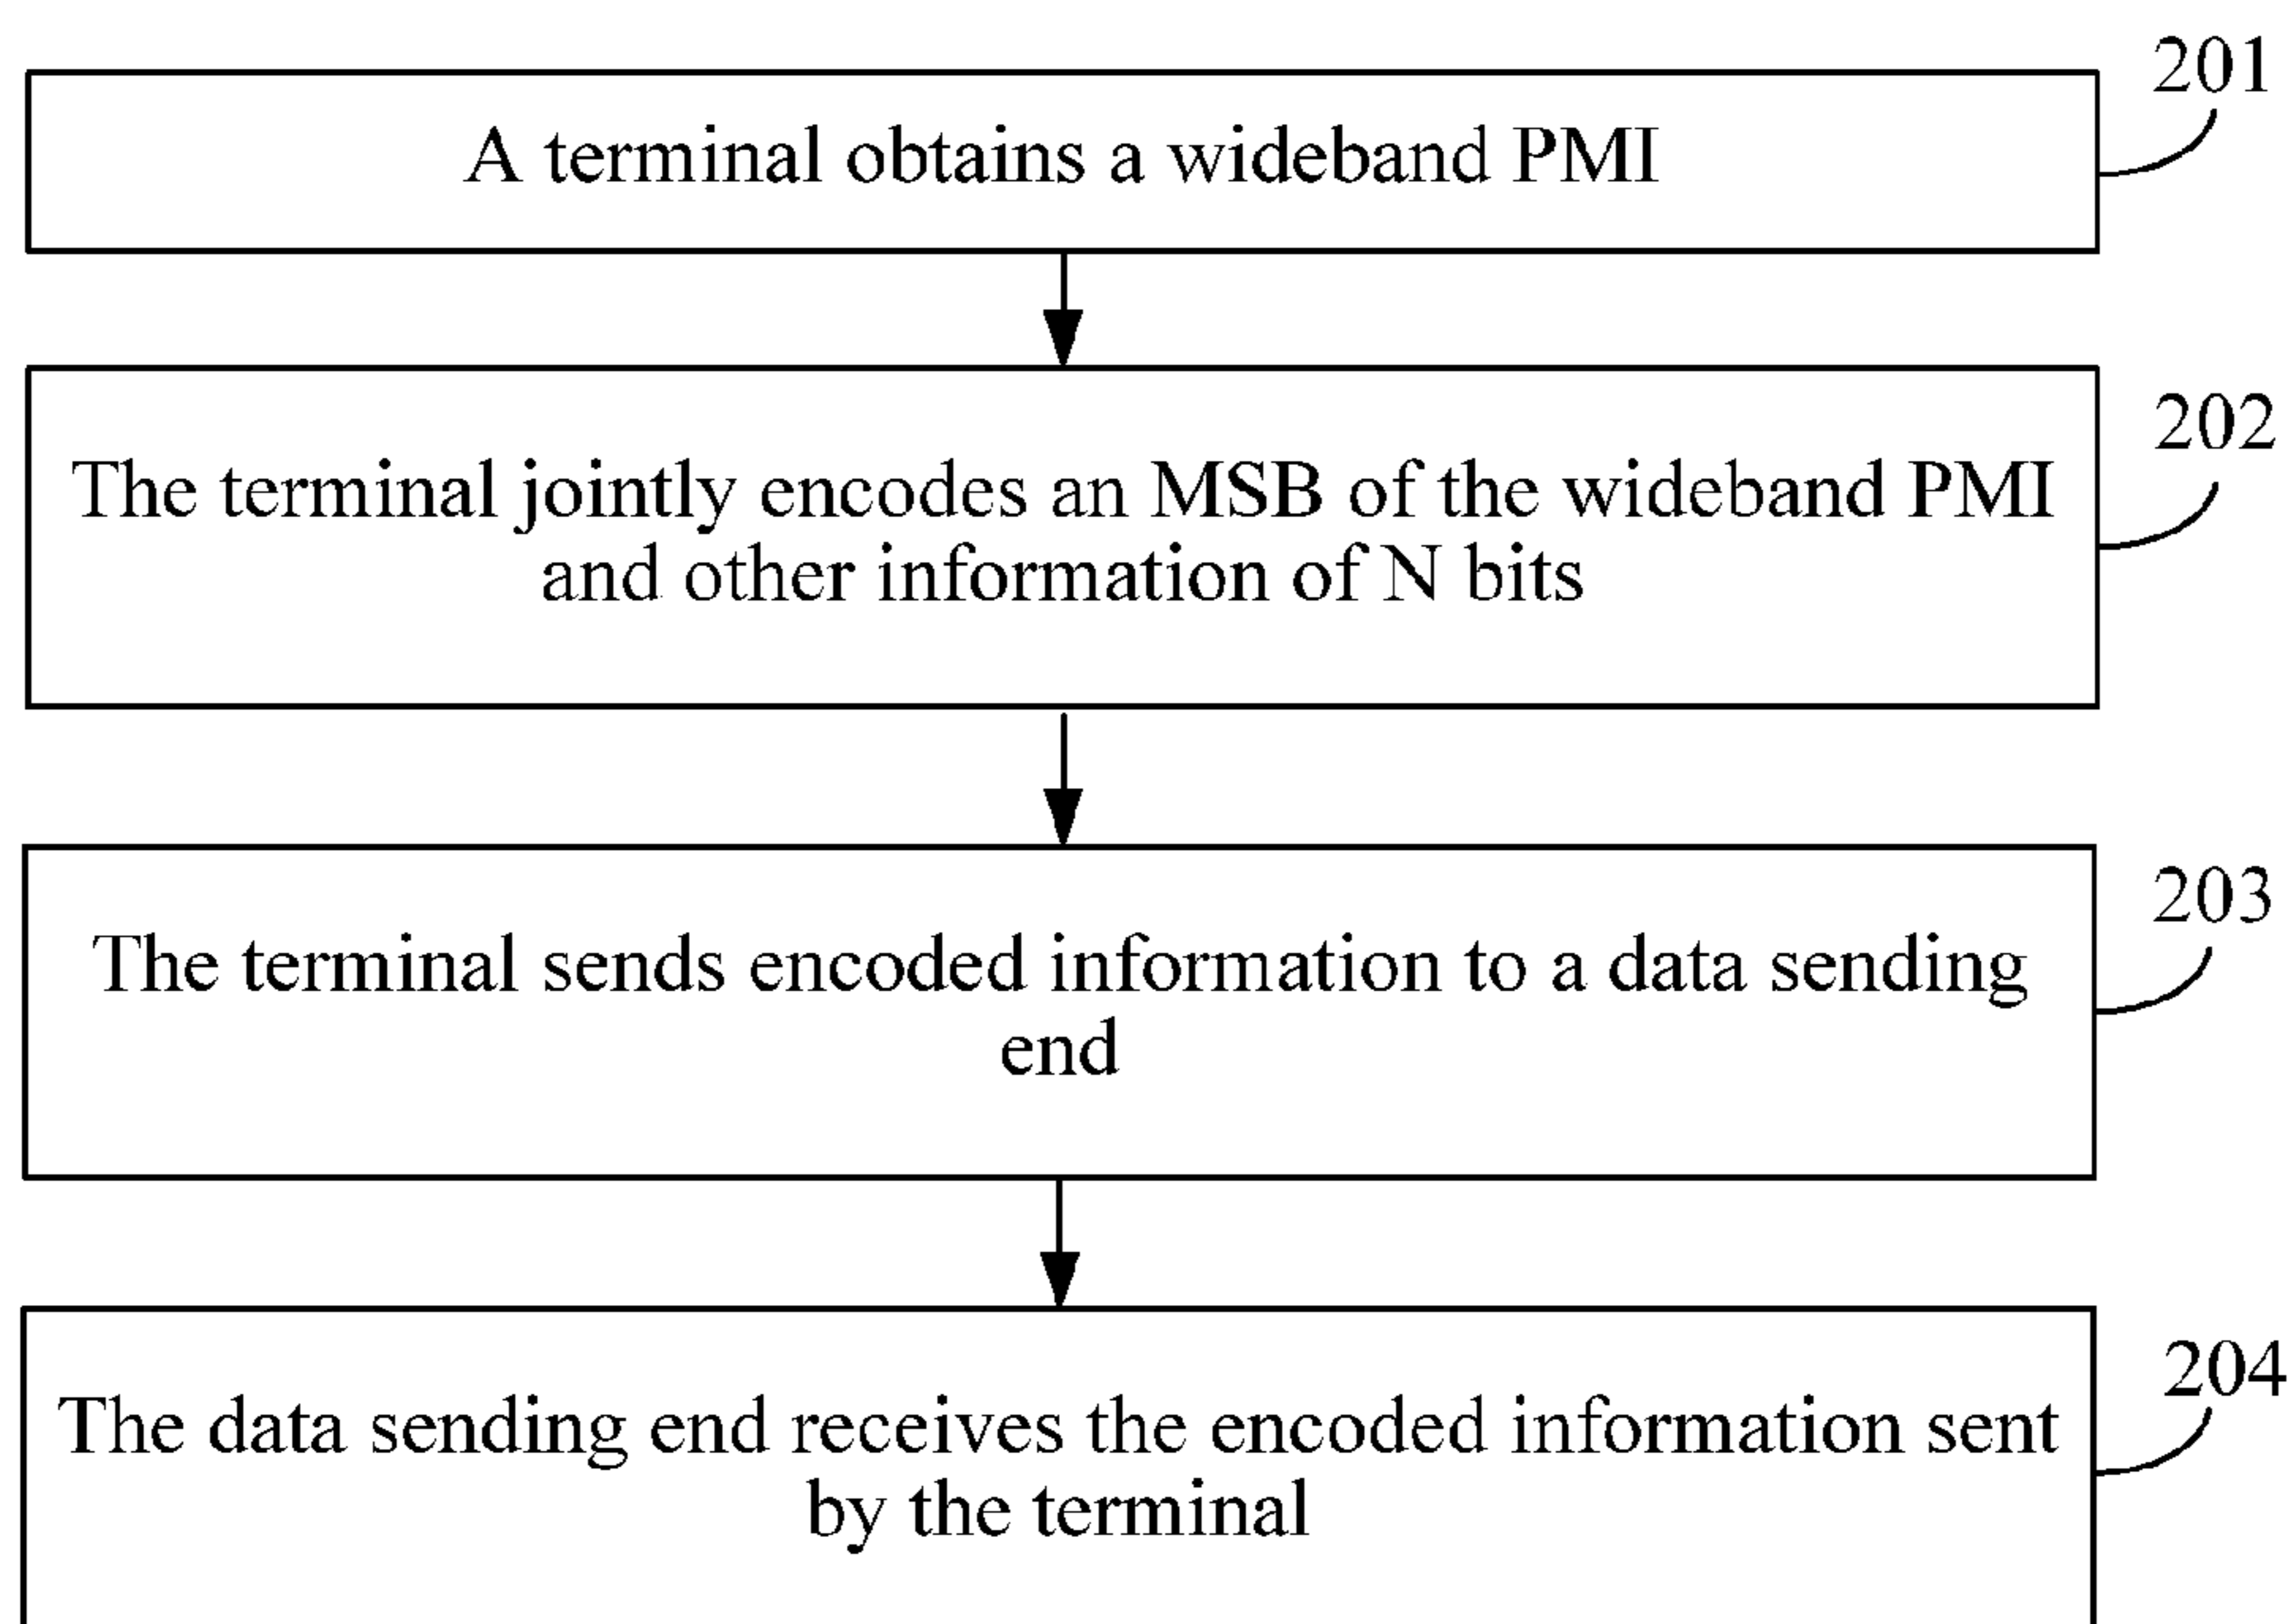 201
A terminal obtains a wideband PMI
202
The terminal jointly encodes an MSB of the wideband PMI
and other information of N bits
203
The terminal sends encoded information to a data sending
end
204
The data sending end receives the encoded information sent
by the terminal